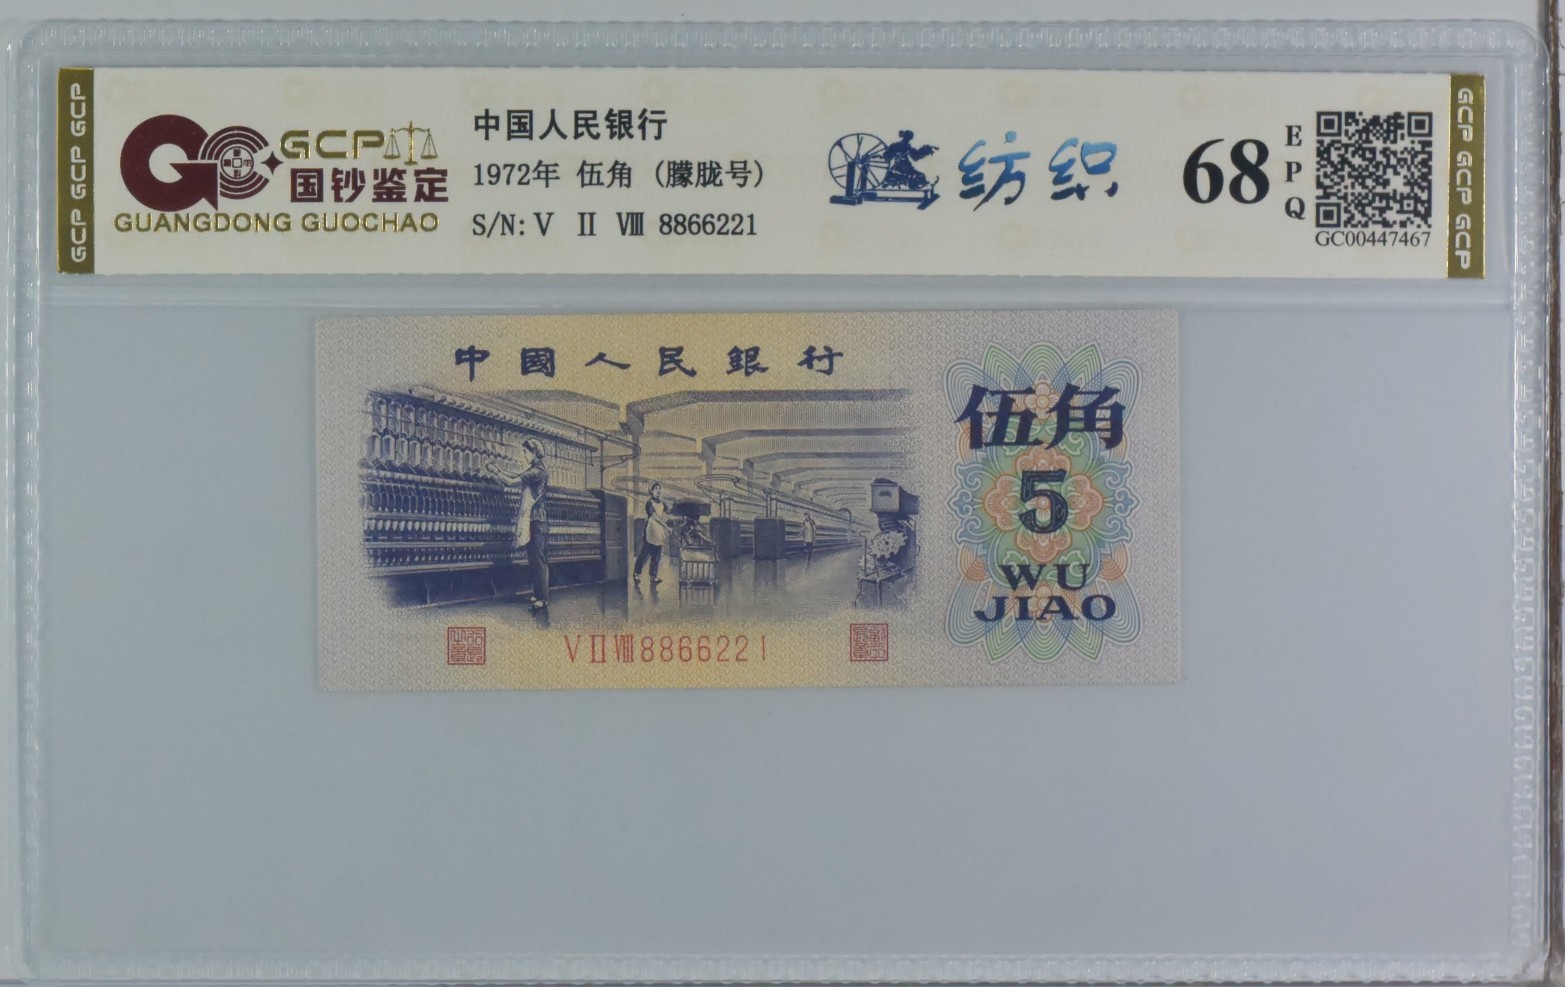 GCP GCP GCP
GCP
国钞鉴定
GUANGDONG GUOCHAO
中国人民银行
1972年 伍角（朦胧号）
S/N: V Ⅱ Ⅷ 8866221
纺织
68
EPQ
GC00447467
GCP GCP GCP
中國人民銀行
伍角
5
WU
JIAO
VⅡⅧ8866221